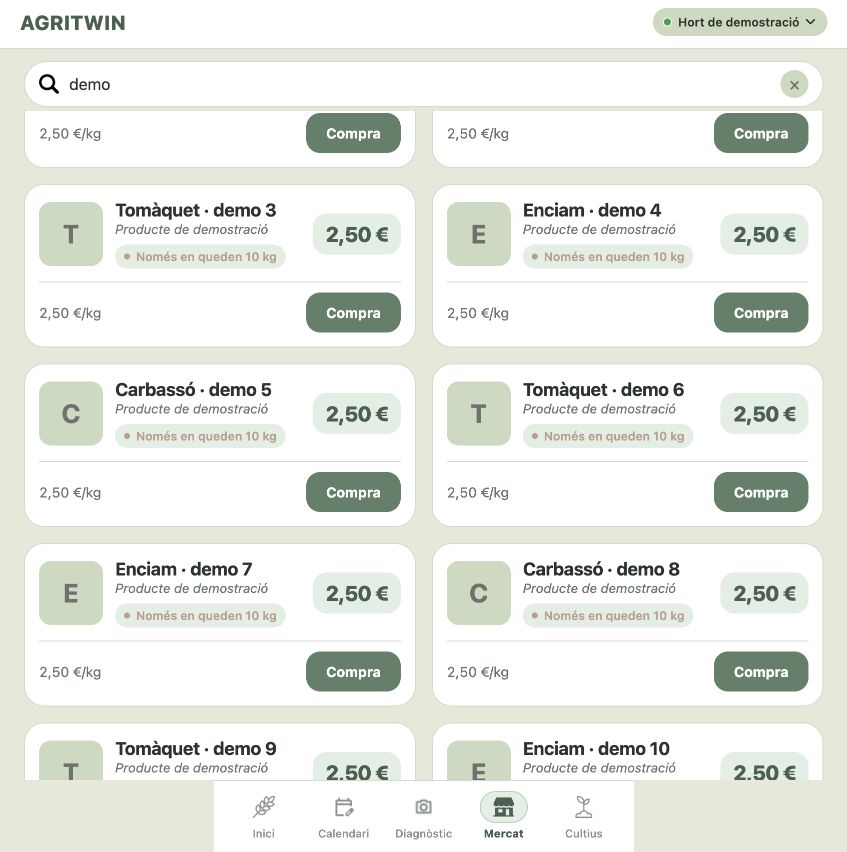 AGRITWIN
Hort de demostració
demo
2,50 €/kg
Compra
2,50 €/kg
Compra
T
Tomàquet · demo 3
Producte de demostració
Només en queden 10 kg
2,50 €
2,50 €/kg
Compra
E
Enciam · demo 4
Producte de demostració
Només en queden 10 kg
2,50 €
2,50 €/kg
Compra
C
Carbassó · demo 5
Producte de demostració
Només en queden 10 kg
2,50 €
2,50 €/kg
Compra
T
Tomàquet · demo 6
Producte de demostració
Només en queden 10 kg
2,50 €
2,50 €/kg
Compra
E
Enciam · demo 7
Producte de demostració
Només en queden 10 kg
2,50 €
2,50 €/kg
Compra
C
Carbassó · demo 8
Producte de demostració
Només en queden 10 kg
2,50 €
2,50 €/kg
Compra
T
Tomàquet · demo 9
Producte de demostració
2,50 €
E
Enciam · demo 10
Producte de demostració
2,50 €
Inici
Calendari
Diagnòstic
Mercat
Cultius